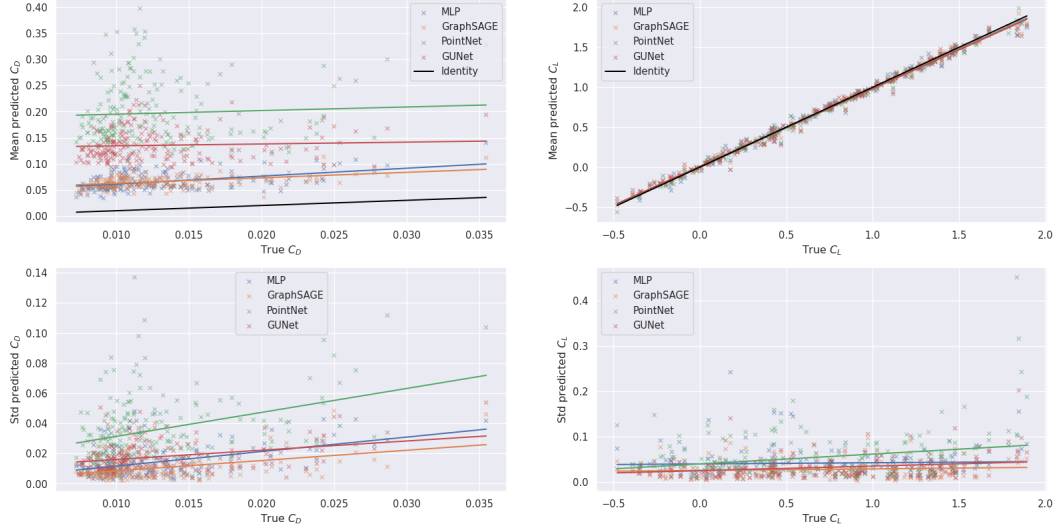 0.40
0.35
0.30
0.25
0.20
0.15
0.10
0.05
0.00
Mean predicted C_D
MLP
GraphSAGE
PointNet
GUNet
Identity
0.010 0.015 0.020 0.025 0.030 0.035
True C_D
2.0
1.5
1.0
0.5
0.0
−0.5
Mean predicted C_L
MLP
GraphSAGE
PointNet
GUNet
Identity
−0.5 0.0 0.5 1.0 1.5 2.0
True C_L
0.14
0.12
0.10
0.08
0.06
0.04
0.02
0.00
Std predicted C_D
MLP
GraphSAGE
PointNet
GUNet
0.010 0.015 0.020 0.025 0.030 0.035
True C_D
0.4
0.3
0.2
0.1
0.0
Std predicted C_L
MLP
GraphSAGE
PointNet
GUNet
−0.5 0.0 0.5 1.0 1.5 2.0
True C_L